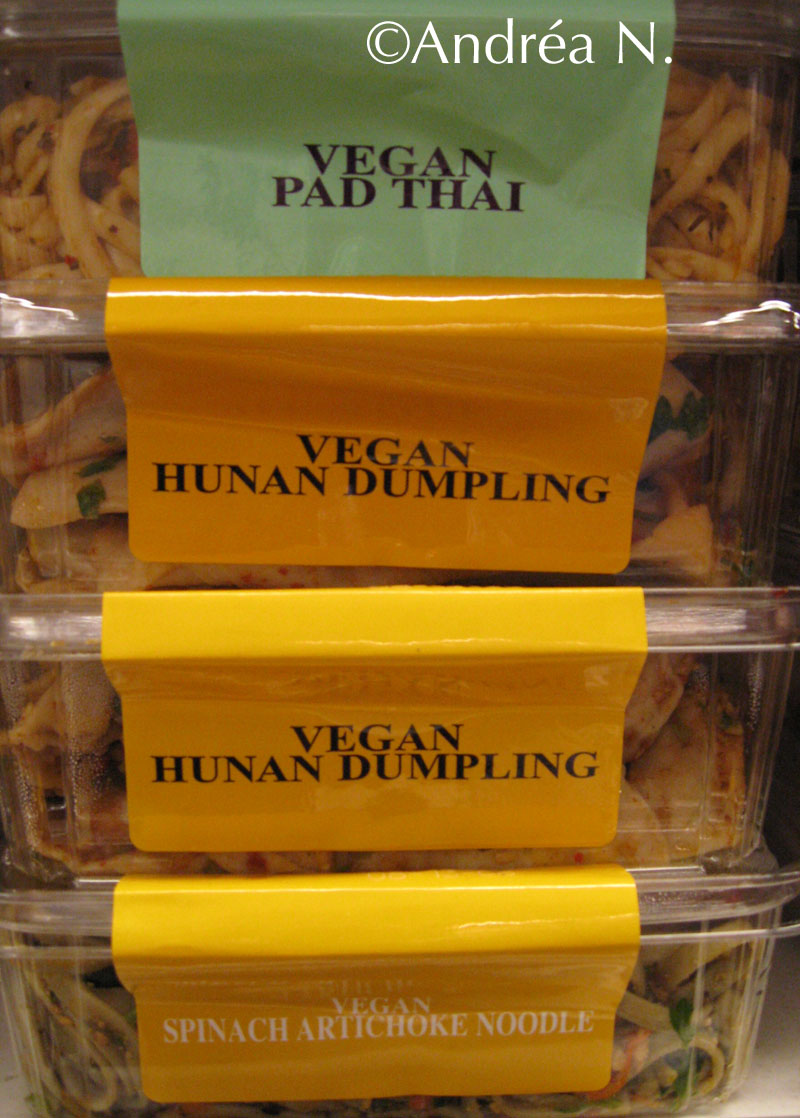 ©Andréa N.
VEGAN
PAD THAI
VEGAN
HUNAN DUMPLING
VEGAN
HUNAN DUMPLING
VEGAN
SPINACH ARTICHOKE NOODLE